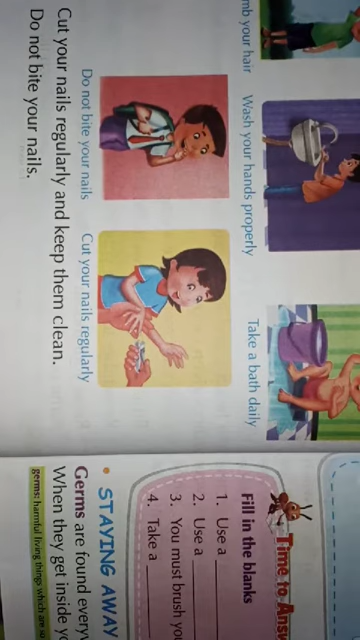 mb your hair
Wash your hands properly
Take a bath daily
Do not bite your nails
Cut your nails regularly
Cut your nails regularly and keep them clean.
Do not bite your nails.
Time to Ans
Fill in the blanks
1. Use a
2. Use a
3. You must brush yo
4. Take a
• STAYING AWAY
Germs are found every
When they get inside y
germs: harmful living things which are